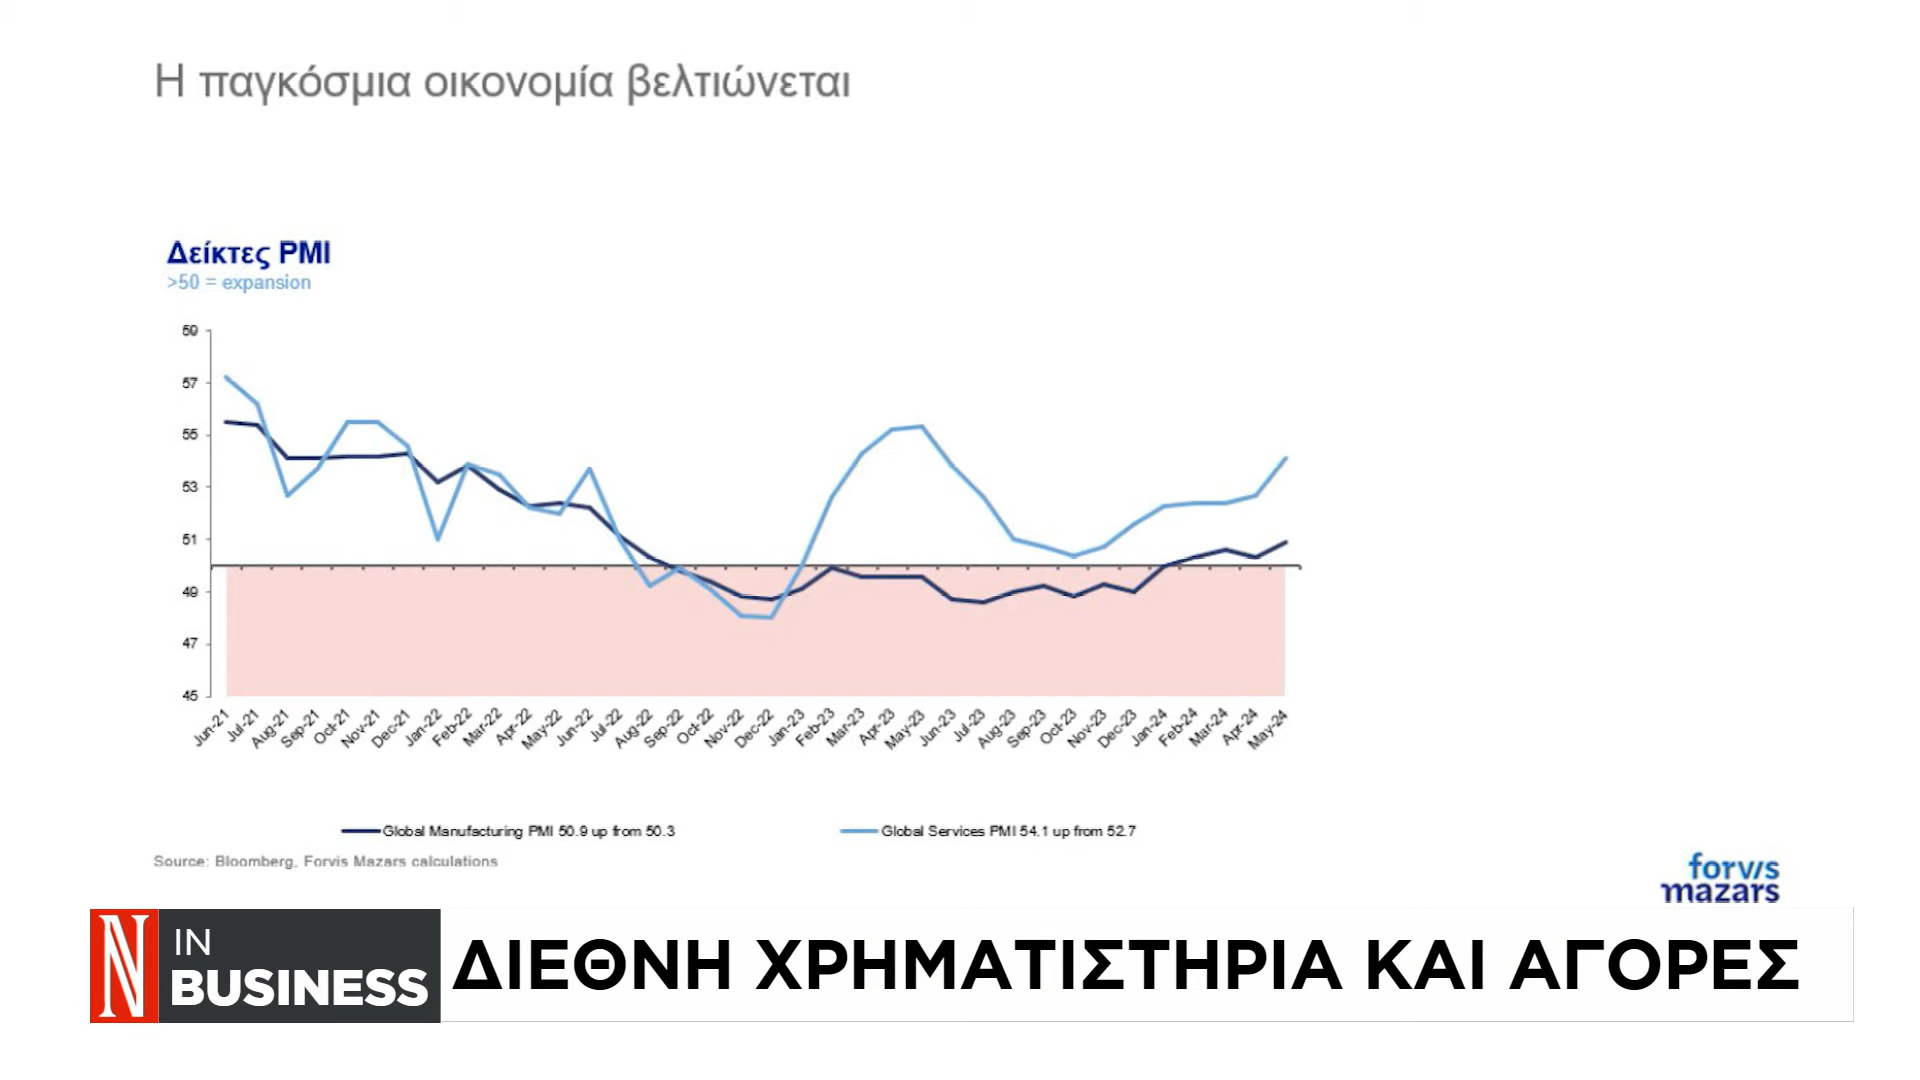 Η παγκόσμια οικονομία βελτιώνεται
Δείκτες PMI
>50 = expansion
59
57
55
53
51
49
47
45
Jun-21 Jul-21 Aug-21 Sep-21 Oct-21 Nov-21 Dec-21 Jan-22 Feb-22 Mar-22 Apr-22 May-22 Jun-22 Jul-22 Aug-22 Sep-22 Oct-22 Nov-22 Dec-22 Jan-23 Feb-23 Mar-23 Apr-23 May-23 Jun-23 Jul-23 Aug-23 Sep-23 Oct-23 Nov-23 Dec-23 Jan-24 Feb-24 Mar-24 Apr-24 May-24
Global Manufacturing PMI 50.9 up from 50.3 Global Services PMI 54.1 up from 52.7
Source: Bloomberg, Forvis Mazars calculations
forvis
mazars
N IN
BUSINESS
ΔΙΕΘΝΗ ΧΡΗΜΑΤΙΣΤΗΡΙΑ ΚΑΙ ΑΓΟΡΕΣ